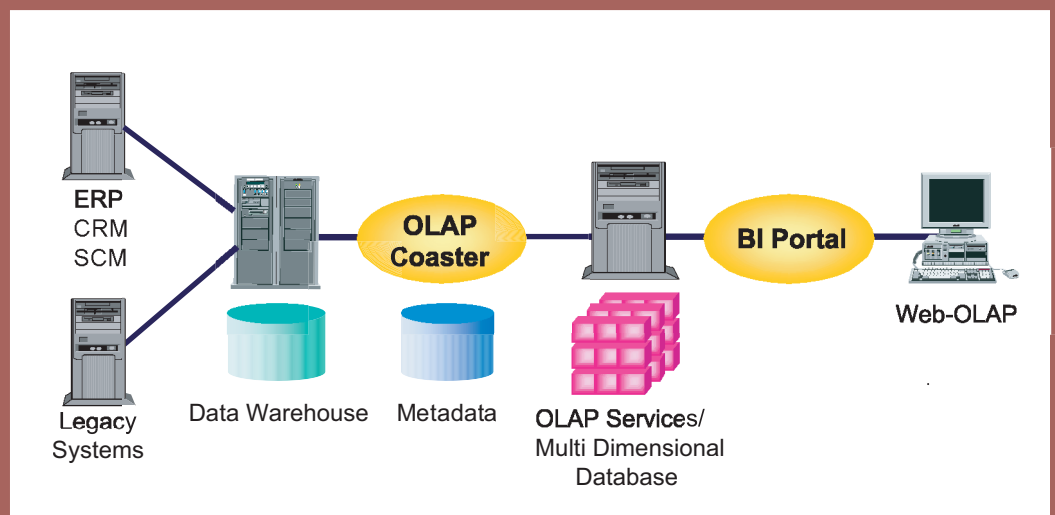 ERP
CRM
SCM
OLAP
Coaster
BI Portal
Web-OLAP
Legacy
Systems
Data Warehouse
Metadata
OLAP Services/
Multi Dimensional
Database